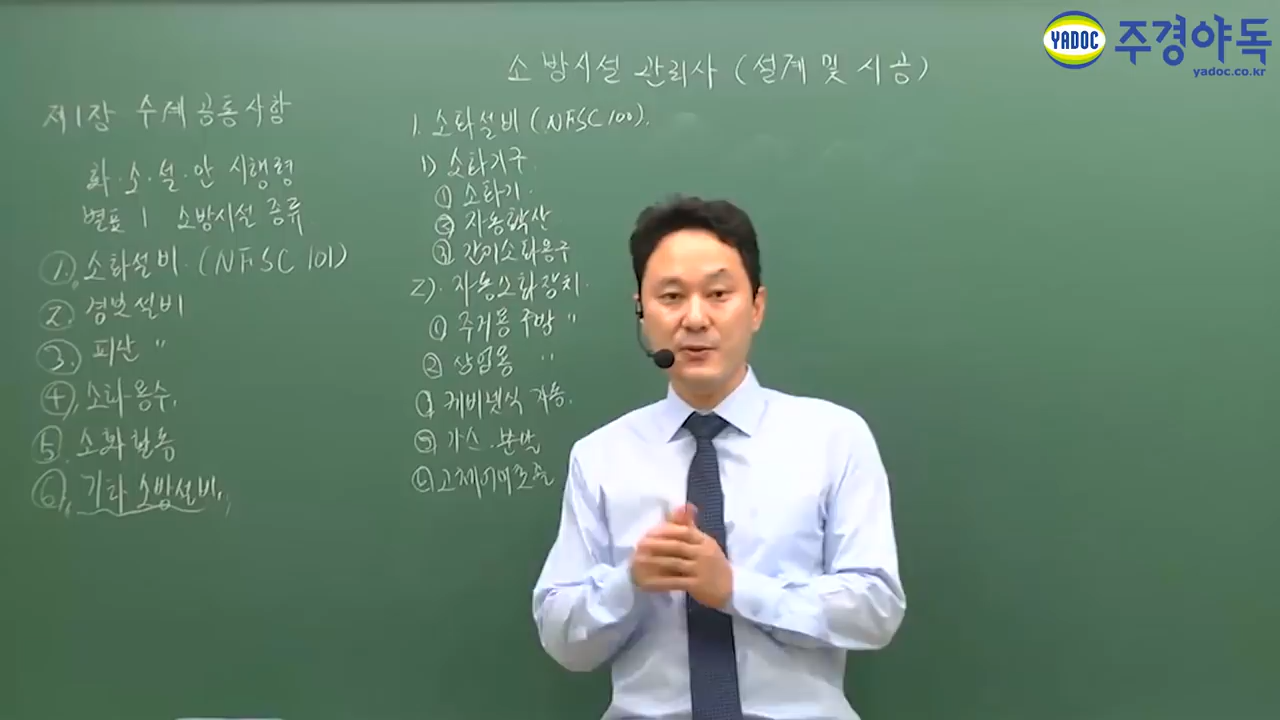 YADOC 주경야독
yadoc.co.kr
소방시설 관리사 (설계 및 시공)
제1장 수계 공통사항
화·소·설·안 시행령
별표 1 소방시설 종류
①. 소화설비. (NFSC 101)
②. 경보설비
③. 피난 〃
④. 소화용수.
⑤. 소화활동
⑥. 기타 소방설비.
1. 소화설비 (NFSC 100).
1) 소화기구.
① 소화기.
② 자동확산
③ 간이소화용구
2). 자동소화장치.
① 주거용 주방 〃
② 상업용 〃
③ 캐비넷식 자동.
가스·분말
고체에어로졸